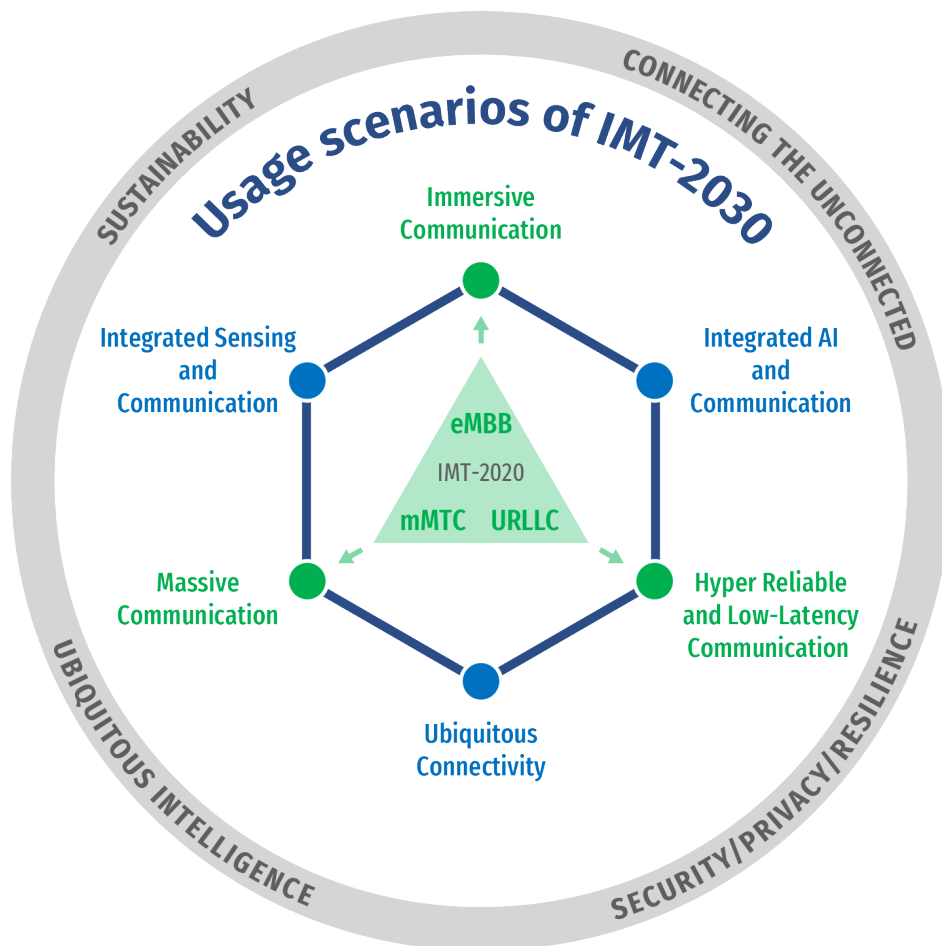 SUSTAINABILITY
CONNECTING THE UNCONNECTED
Usage scenarios of IMT-2030
Immersive
Communication
Integrated Sensing
and
Communication
Integrated AI
and
Communication
eMBB
IMT-2020
mMTC
URLLC
Massive
Communication
Hyper Reliable
and Low-Latency
Communication
Ubiquitous
Connectivity
UBIQUITOUS INTELLIGENCE
SECURITY/PRIVACY/RESILIENCE